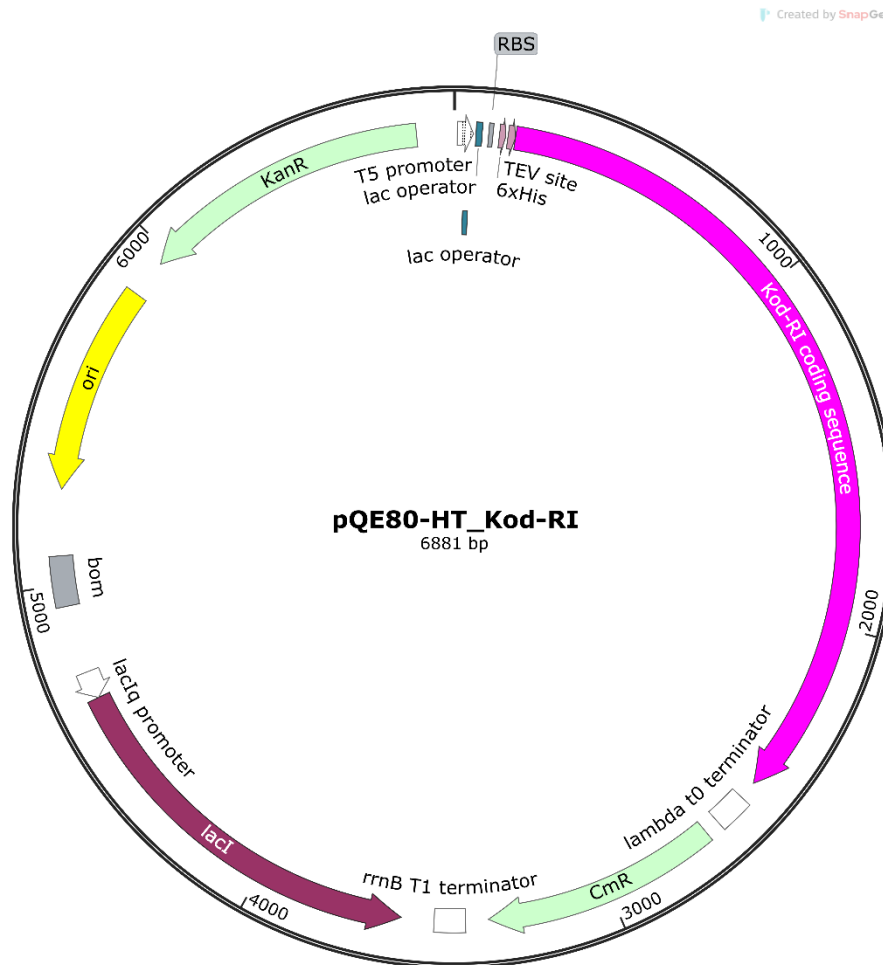 Created by SnapGe
RBS
KanR
T5 promoter
lac operator
TEV site
6xHis
lac operator
1000
6000
Kod-RI coding sequence
ori
pQE80-HT_Kod-RI
6881 bp
bom
5000
2000
lacIq promoter
lambda t0 terminator
lacI
rrnB T1 terminator
CmR
4000
3000